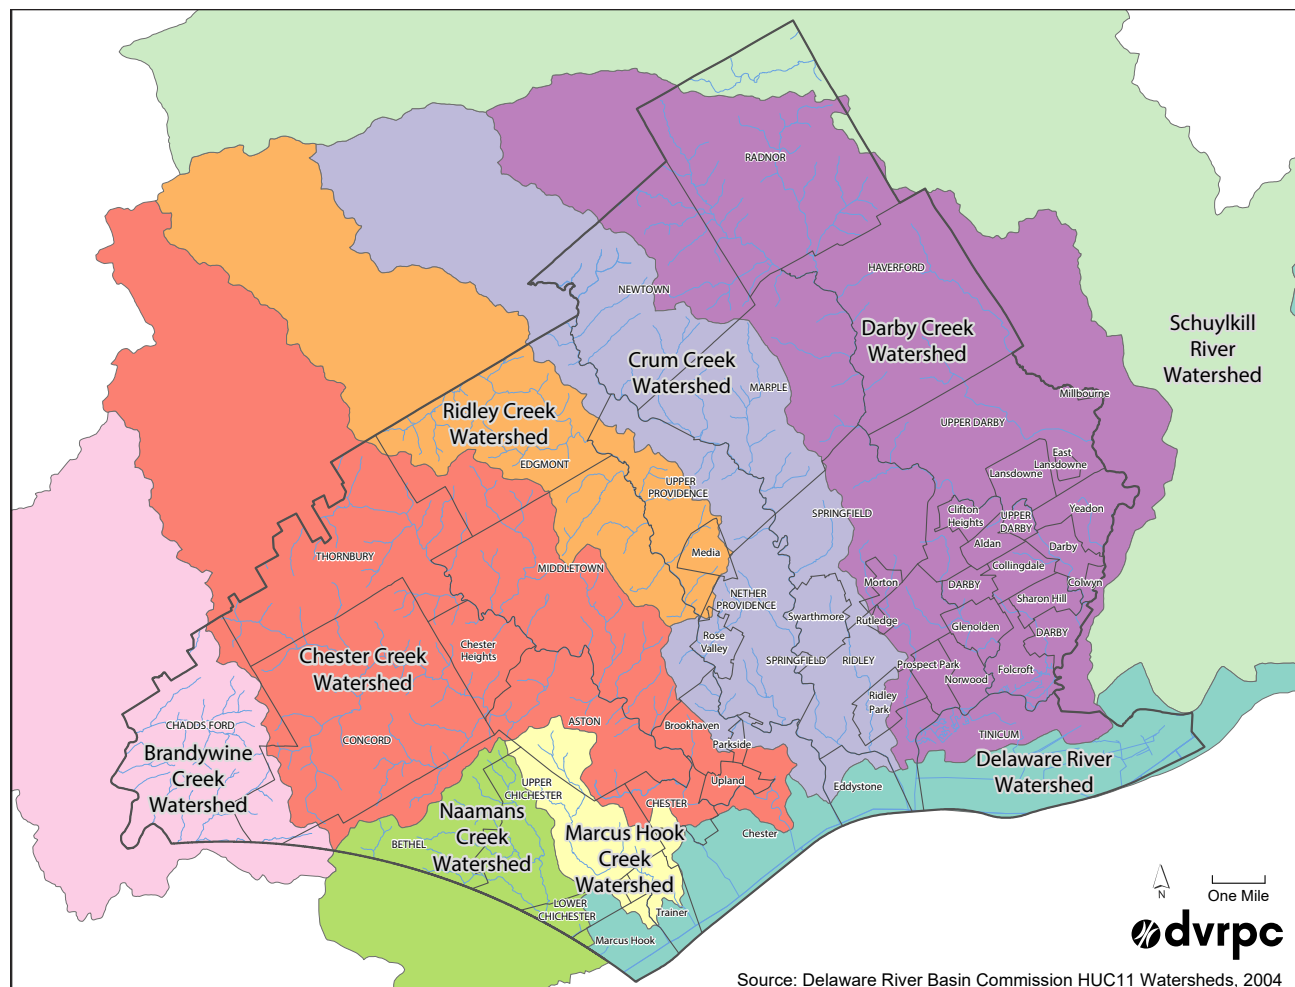 RADNOR
HAVERFORD
NEWTOWN
Darby Creek
Watershed
Schuylkill
River
Watershed
Crum Creek
Watershed
MARPLE
Millbourne
Ridley Creek
Watershed
UPPER DARBY
EDGMONT
East
Lansdowne
Lansdowne
UPPER
PROVIDENCE
SPRINGFIELD
Clifton
Heights
UPPER
DARBY
Yeadon
Aldan
Darby
Media
THORNBURY
MIDDLETOWN
Collingdale
Morton
DARBY
Colwyn
NETHER
PROVIDENCE
Sharon Hill
Swarthmore
Rutledge
Glenolden
DARBY
Rose
Valley
Chester
Heights
Chester Creek
Watershed
SPRINGFIELD
RIDLEY
Prospect Park
Norwood
Folcroft
Ridley
Park
CHADDS FORD
ASTON
Brookhaven
CONCORD
Parkside
TINICUM
Brandywine
Creek
Watershed
Delaware River
Watershed
UPPER
CHICHESTER
Upland
Eddystone
CHESTER
Naamans
Creek
Watershed
Marcus Hook
Creek
Watershed
Chester
BETHEL
LOWER
CHICHESTER
Trainer
Marcus Hook
N
One Mile
dvrpc
Source: Delaware River Basin Commission HUC11 Watersheds, 2004